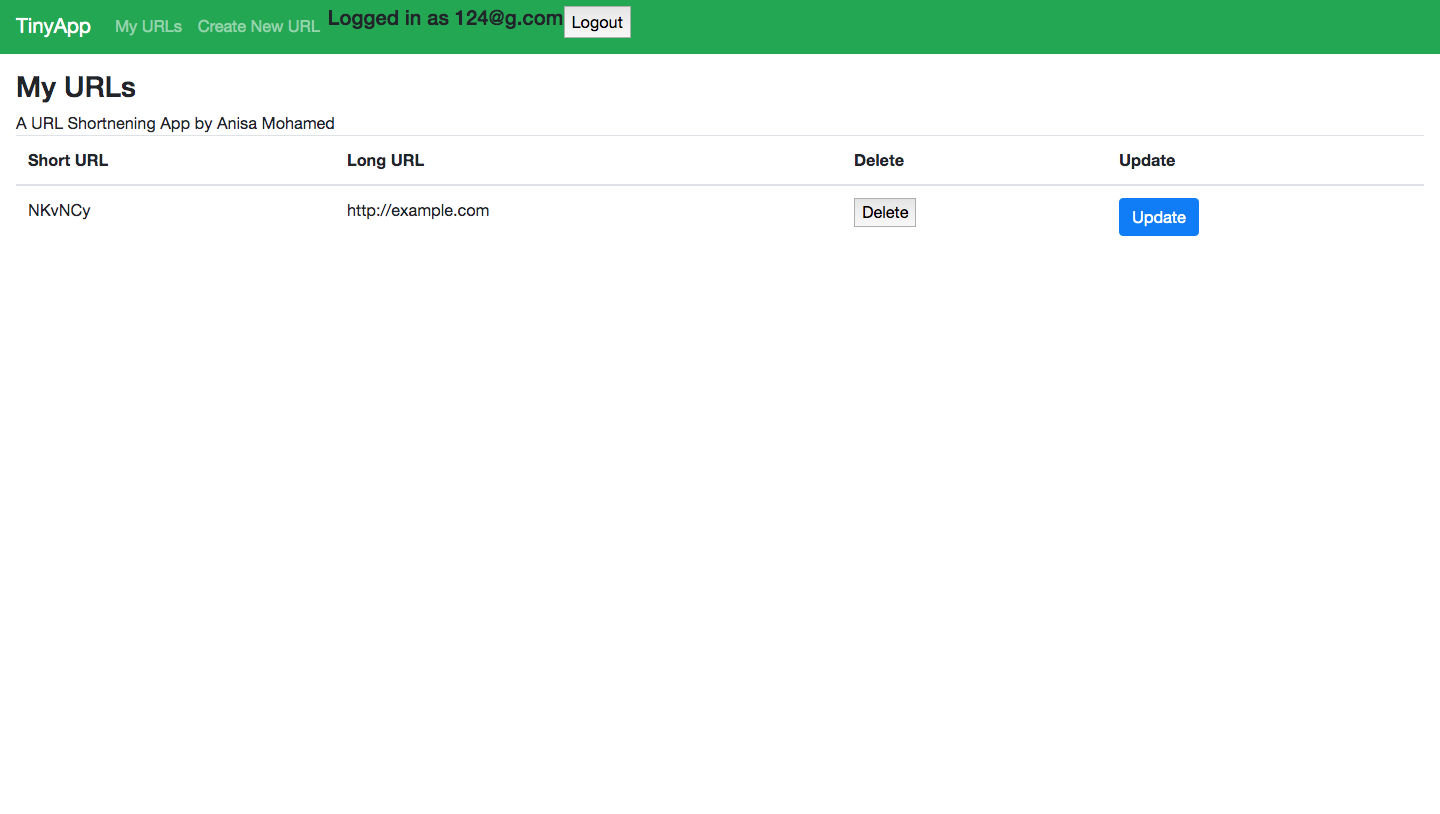 TinyApp My URLs Create New URL Logged in as 124@g.com Logout
My URLs
A URL Shortnening App by Anisa Mohamed
Short URL Long URL Delete Update
NKvNCy http://example.com Delete Update